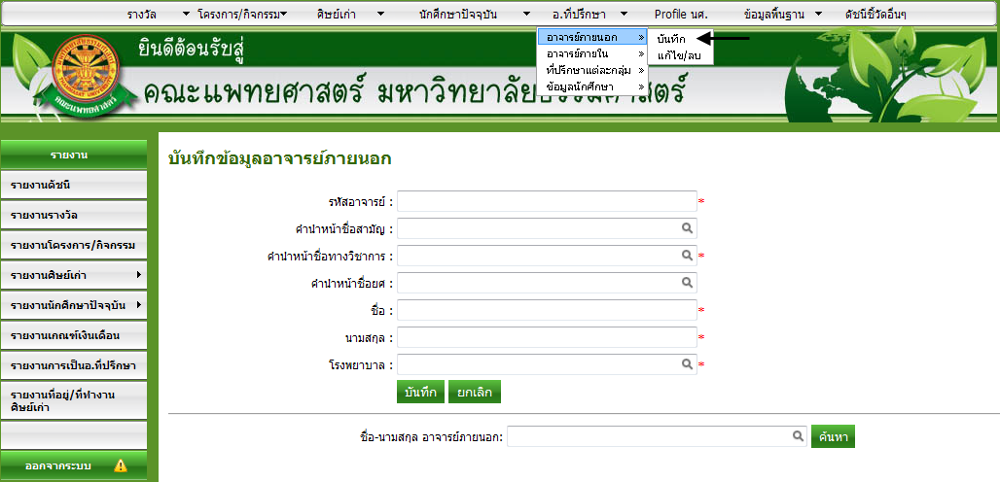 รางวัล โครงการ/กิจกรรม ศิษย์เก่า นักศึกษาปัจจุบัน อ.ที่ปรึกษา Profile นศ. ข้อมูลพื้นฐาน ดัชนีชี้วัดอื่นๆ
อาจารย์ภายนอก » บันทึก
อาจารย์ภายใน » แก้ไข/ลบ
ที่ปรึกษาแต่ละกลุ่ม »
ข้อมูลนักศึกษา »
ยินดีต้อนรับสู่
คณะแพทยศาสตร์ มหาวิทยาลัยธรรมศาสตร์
คณะแพทยศาสตร์
รายงาน
รายงานดัชนี
รายงานรางวัล
รายงานโครงการ/กิจกรรม
รายงานศิษย์เก่า
รายงานนักศึกษาปัจจุบัน
รายงานเกณฑ์เงินเดือน
รายงานการเป็นอ.ที่ปรึกษา
รายงานที่อยู่/ที่ทำงาน
ศิษย์เก่า
ออกจากระบบ
บันทึกข้อมูลอาจารย์ภายนอก
รหัสอาจารย์ : *
คำนำหน้าชื่อสามัญ :
คำนำหน้าชื่อทางวิชาการ : *
คำนำหน้าชื่อยศ :
ชื่อ : *
นามสกุล : *
โรงพยาบาล : *
บันทึก ยกเลิก
ชื่อ-นามสกุล อาจารย์ภายนอก: ค้นหา